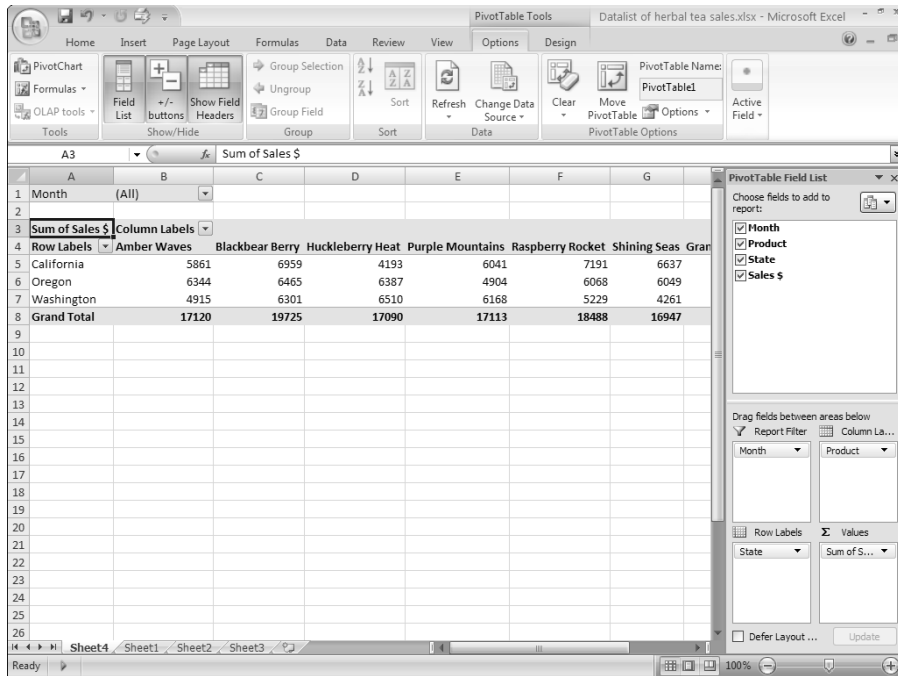 PivotTable Tools Datalist of herbal tea sales.xlsx - Microsoft Excel
Home Insert Page Layout Formulas Data Review View Options Design
PivotChart
Formulas
OLAP tools
Tools
Field List
+/- buttons
Show Field Headers
Show/Hide
Group Selection
Ungroup
Group Field
Group
Sort
Sort
Refresh
Change Data Source
Data
Clear
Move PivotTable
PivotTable Name:
PivotTable1
Options
PivotTable Options
Active Field
A3 fx Sum of Sales $
A B C D E F G
1 Month (All)
2
3 Sum of Sales $ Column Labels
4 Row Labels Amber Waves Blackbear Berry Huckleberry Heat Purple Mountains Raspberry Rocket Shining Seas Gran
5 California 5861 6959 4193 6041 7191 6637
6 Oregon 6344 6465 6387 4904 6068 6049
7 Washington 4915 6301 6510 6168 5229 4261
8 Grand Total 17120 19725 17090 17113 18488 16947
9
10
11
12
13
14
15
16
17
18
19
20
21
22
23
24
25
26
PivotTable Field List
Choose fields to add to
report:
Month
Product
State
Sales $
Drag fields between areas below
Report Filter Column La...
Month Product
Row Labels Σ Values
State Sum of S...
Defer Layout ... Update
Sheet4 Sheet1 Sheet2 Sheet3
Ready 100%